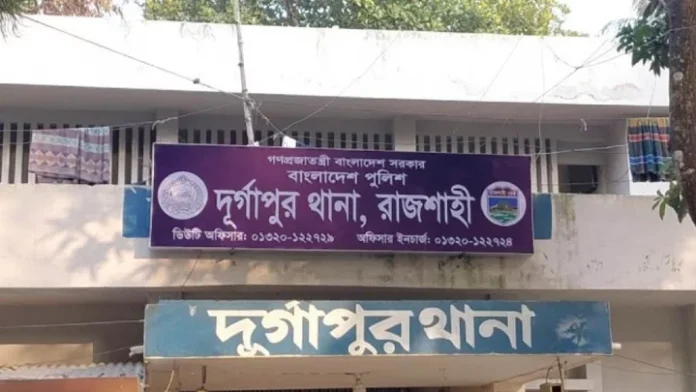 গণপ্রজাতন্ত্রী বাংলাদেশ সরকার
বাংলাদেশ পুলিশ
দূর্গাপুর থানা, রাজশাহী
ডিউটি অফিসার: ০১৩২০-১২২৭২৯ অফিসার ইনচার্জ: ০১৩২০-১২২৭২৪
দূর্গাপুর থানা